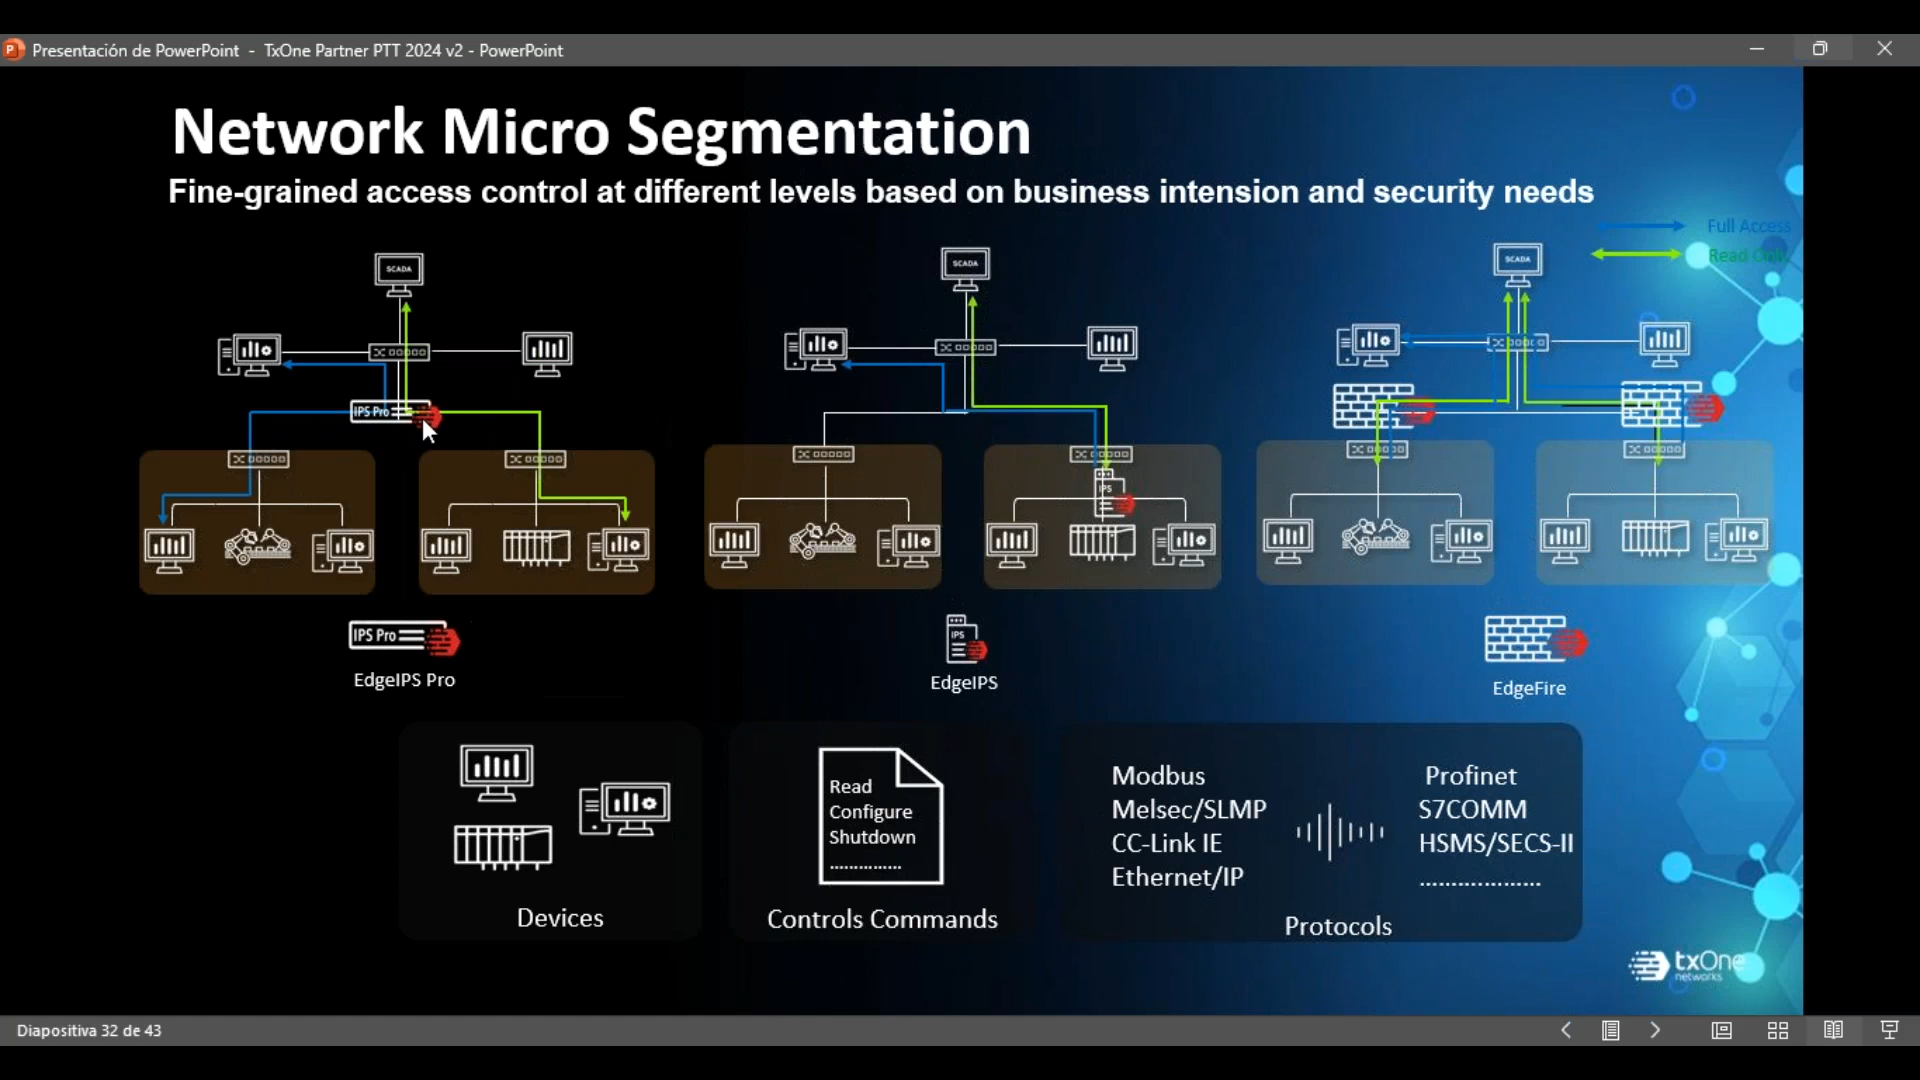 Presentación de PowerPoint - TxOne Partner PTT 2024 v2 - PowerPoint
Network Micro Segmentation
Fine-grained access control at different levels based on business intension and security needs
Full Access
Read Only
SCADA
SCADA
SCADA
IPS Pro
IPS
IPS Pro
EdgeIPS Pro
IPS
EdgeIPS
EdgeFire
Read
Configure
Shutdown
...............
Devices
Controls Commands
Modbus
Melsec/SLMP
CC-Link IE
Ethernet/IP
Profinet
S7COMM
HSMS/SECS-II
...................
Protocols
txOne
networks
Diapositiva 32 de 43